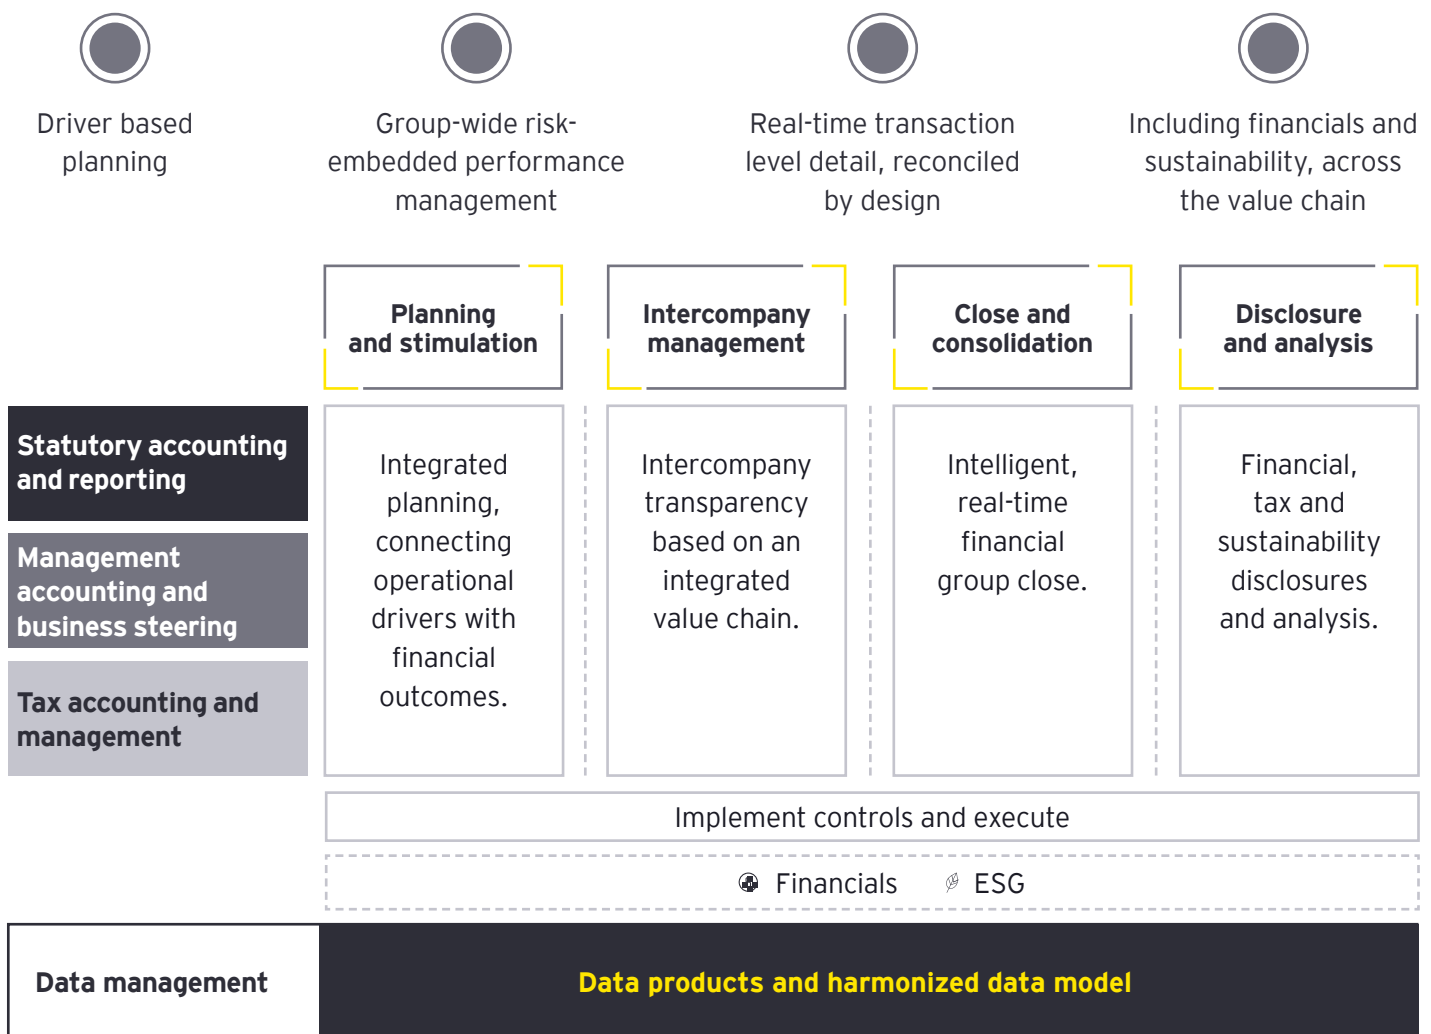 Driver based
planning
Group-wide risk-
embedded performance
management
Real-time transaction
level detail, reconciled
by design
Including financials and
sustainability, across
the value chain
Planning
and stimulation
Intercompany
management
Close and
consolidation
Disclosure
and analysis
Statutory accounting
and reporting
Management
accounting and
business steering
Tax accounting and
management
Integrated
planning,
connecting
operational
drivers with
financial
outcomes.
Intercompany
transparency
based on an
integrated
value chain.
Intelligent,
real-time
financial
group close.
Financial,
tax and
sustainability
disclosures
and analysis.
Implement controls and execute
Financials ESG
Data management
Data products and harmonized data model